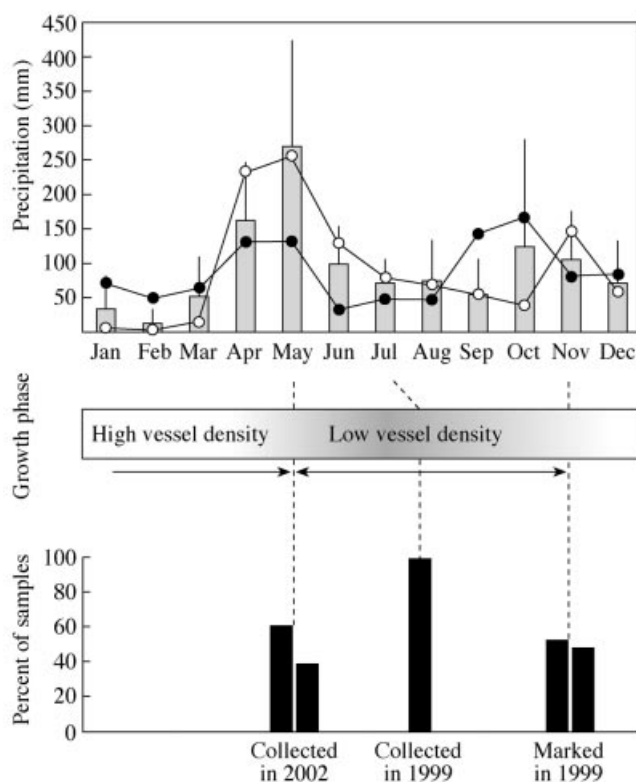 Precipitation (mm)
450
400
350
300
250
200
150
100
50
Jan Feb Mar Apr May Jun Jul Aug Sep Oct Nov Dec
Growth phase
High vessel density Low vessel density
Percent of samples
100
80
60
40
20
0
Collected
in 2002
Collected
in 1999
Marked
in 1999